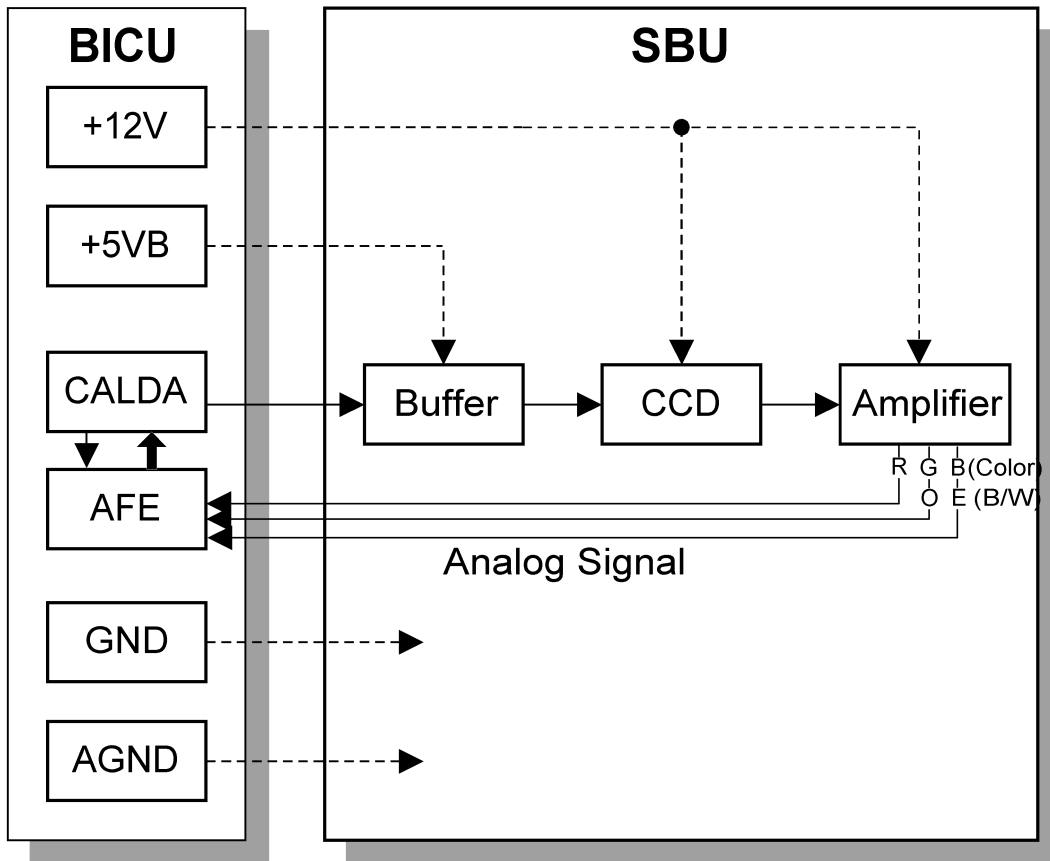 BICU
SBU
+12V
+5VB
CALDA
Buffer
CCD
Amplifier
R G B(Color)
O E (B/W)
AFE
Analog Signal
GND
AGND